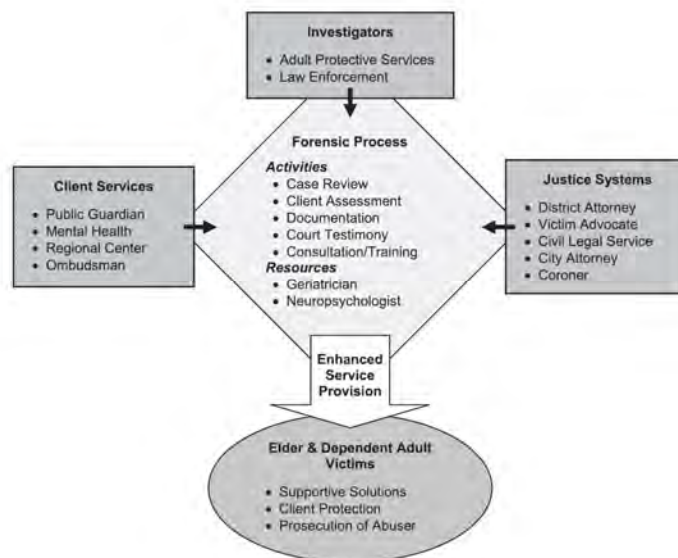 Investigators
• Adult Protective Services
• Law Enforcement
Forensic Process
Activities
• Case Review
• Client Assessment
• Documentation
• Court Testimony
• Consultation/Training
Resources
• Geriatrician
• Neuropsychologist
Client Services
• Public Guardian
• Mental Health
• Regional Center
• Ombudsman
Justice Systems
• District Attorney
• Victim Advocate
• Civil Legal Service
• City Attorney
• Coroner
Enhanced
Service
Provision
Elder & Dependent Adult
Victims
• Supportive Solutions
• Client Protection
• Prosecution of Abuser